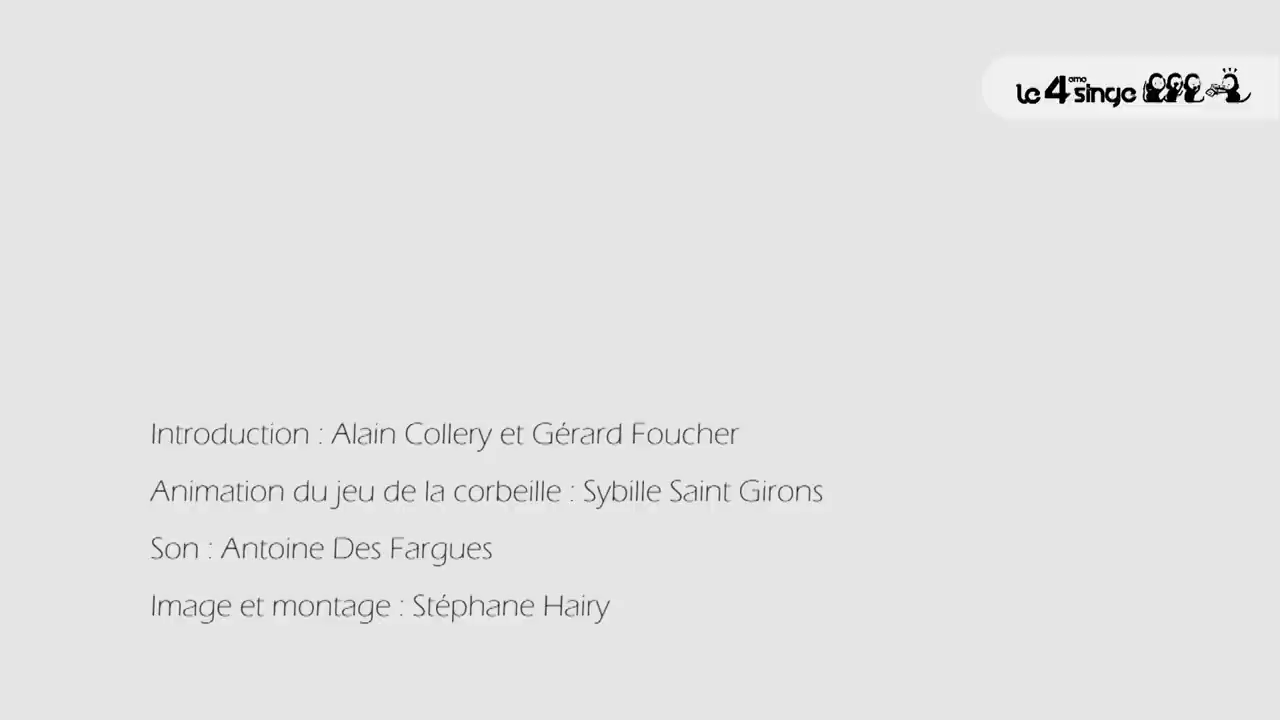 le 4eme singe
Introduction : Alain Collery et Gérard Foucher
Animation du jeu de la corbeille : Sybille Saint Girons
Son : Antoine Des Fargues
Image et montage : Stéphane Hairy